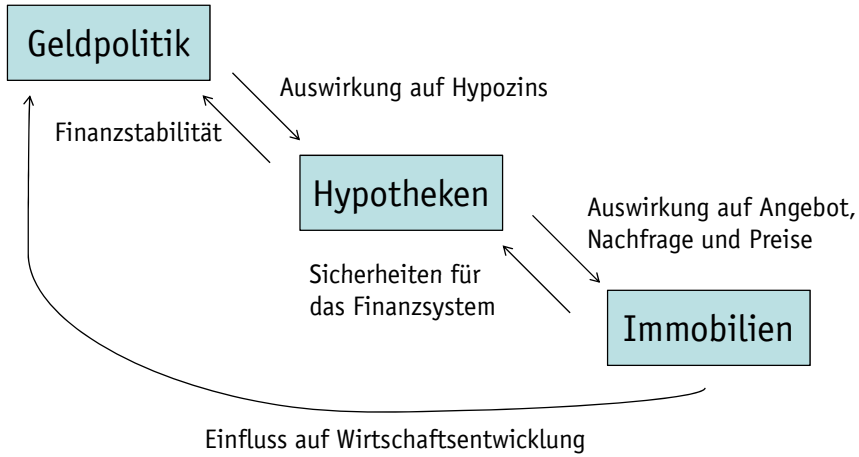 Geldpolitik
Auswirkung auf Hypozins
Finanzstabilität
Hypotheken
Auswirkung auf Angebot,
Nachfrage und Preise
Sicherheiten für
das Finanzsystem
Immobilien
Einfluss auf Wirtschaftsentwicklung